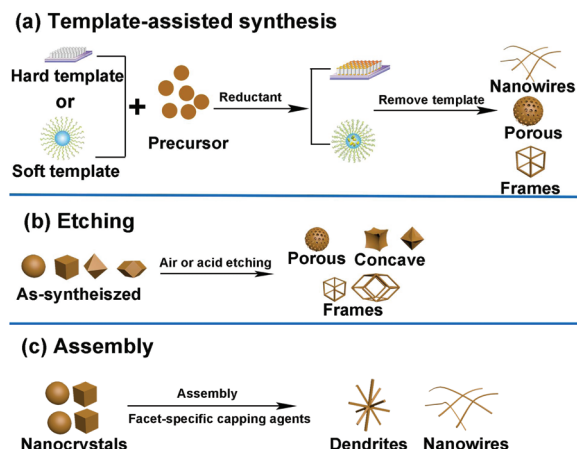 (a) Template-assisted synthesis
Hard template
or
Soft template
+
Precursor
Reductant
Remove template
Nanowires
Porous
Frames
(b) Etching
As-syntheiszed
Air or acid etching
Porous Concave
Frames
(c) Assembly
Nanocrystals
Assembly
Facet-specific capping agents
Dendrites Nanowires